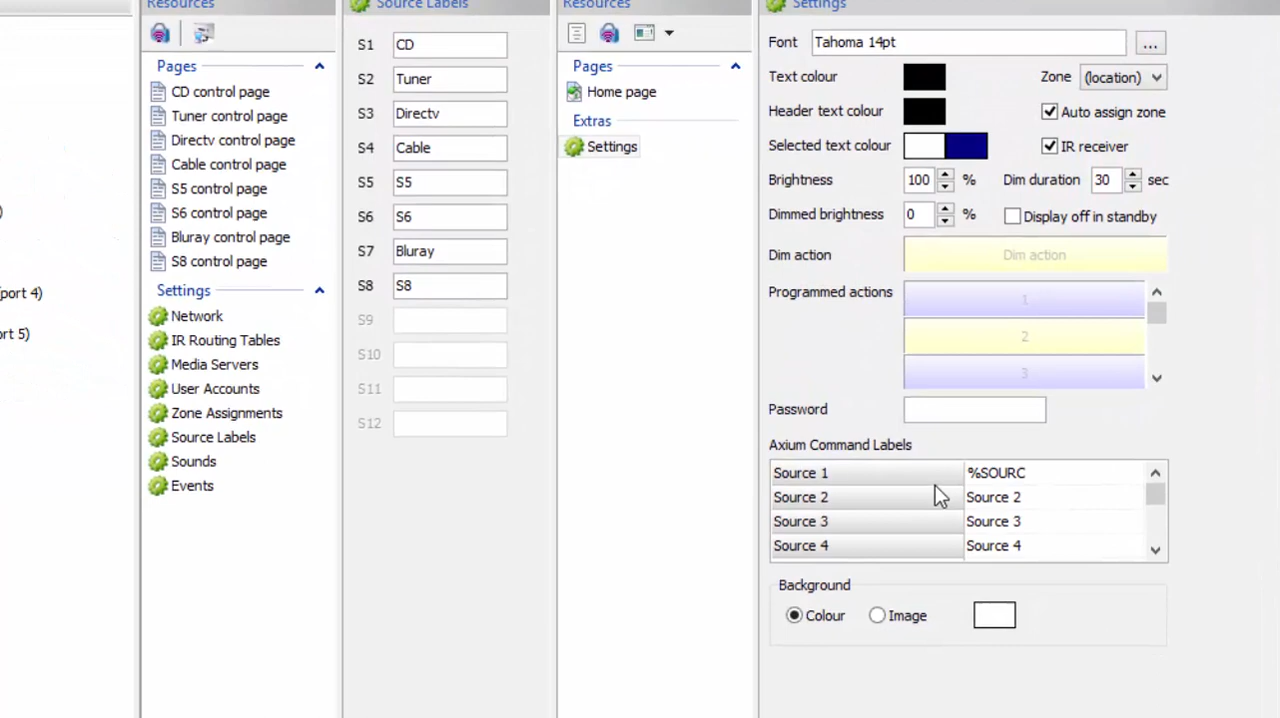 Resources
Pages
CD control page
Tuner control page
Directv control page
Cable control page
S5 control page
S6 control page
Bluray control page
S8 control page
Settings
Network
IR Routing Tables
Media Servers
User Accounts
Zone Assignments
Source Labels
Sounds
Events
port 4)
rt 5)
Source Labels
S1 CD
S2 Tuner
S3 Directv
S4 Cable
S5 S5
S6 S6
S7 Bluray
S8 S8
S9
S10
S11
S12
Resources
Pages
Home page
Extras
Settings
Settings
Font Tahoma 14pt ...
Text colour Zone (location)
Header text colour Auto assign zone
Selected text colour IR receiver
Brightness 100 % Dim duration 30 sec
Dimmed brightness 0 % Display off in standby
Dim action Dim action
Programmed actions 1
2
3
Password
Axium Command Labels
Source 1 %SOURC
Source 2 Source 2
Source 3 Source 3
Source 4 Source 4
Background
Colour Image